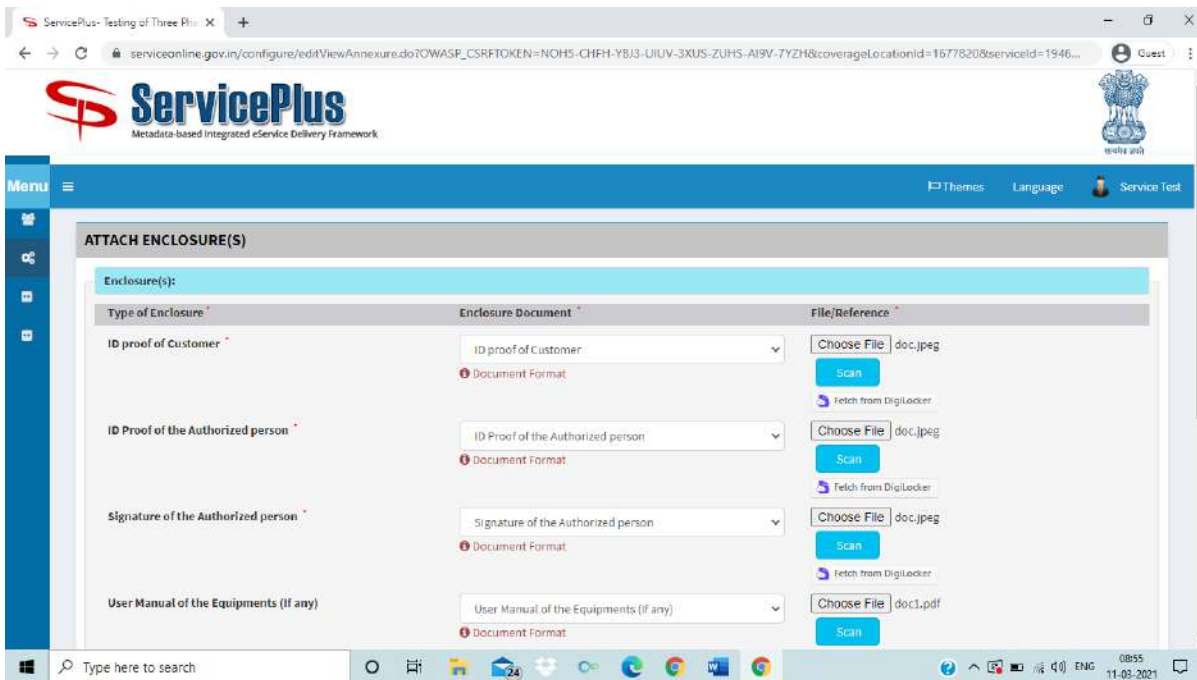 ServicePlus- Testing of Three Pha
serviceonline.gov.in/configure/editViewAnnexure.do?OWASP_CSRFTOKEN=NOH5-CHFH-YBJ3-UIUV-3XUS-ZUHS-AI9V-7YZH&coverageLocationId=1677820&serviceId=1946...
Guest
ServicePlus
Metadata-based Integrated eService Delivery Framework
सत्यमेव जयते
Menu
Themes Language Service Test
ATTACH ENCLOSURE(S)
Enclosure(s):
Type of Enclosure * Enclosure Document * File/Reference *
ID proof of Customer * ID proof of Customer Choose File doc.jpeg
Document Format Scan
Fetch from DigiLocker
ID Proof of the Authorized person * ID Proof of the Authorized person Choose File doc.jpeg
Document Format Scan
Fetch from DigiLocker
Signature of the Authorized person * Signature of the Authorized person Choose File doc.jpeg
Document Format Scan
Fetch from DigiLocker
User Manual of the Equipments (If any) User Manual of the Equipments (If any) Choose File doc1.pdf
Document Format Scan
Type here to search 24 ENG 08:55
11-03-2021